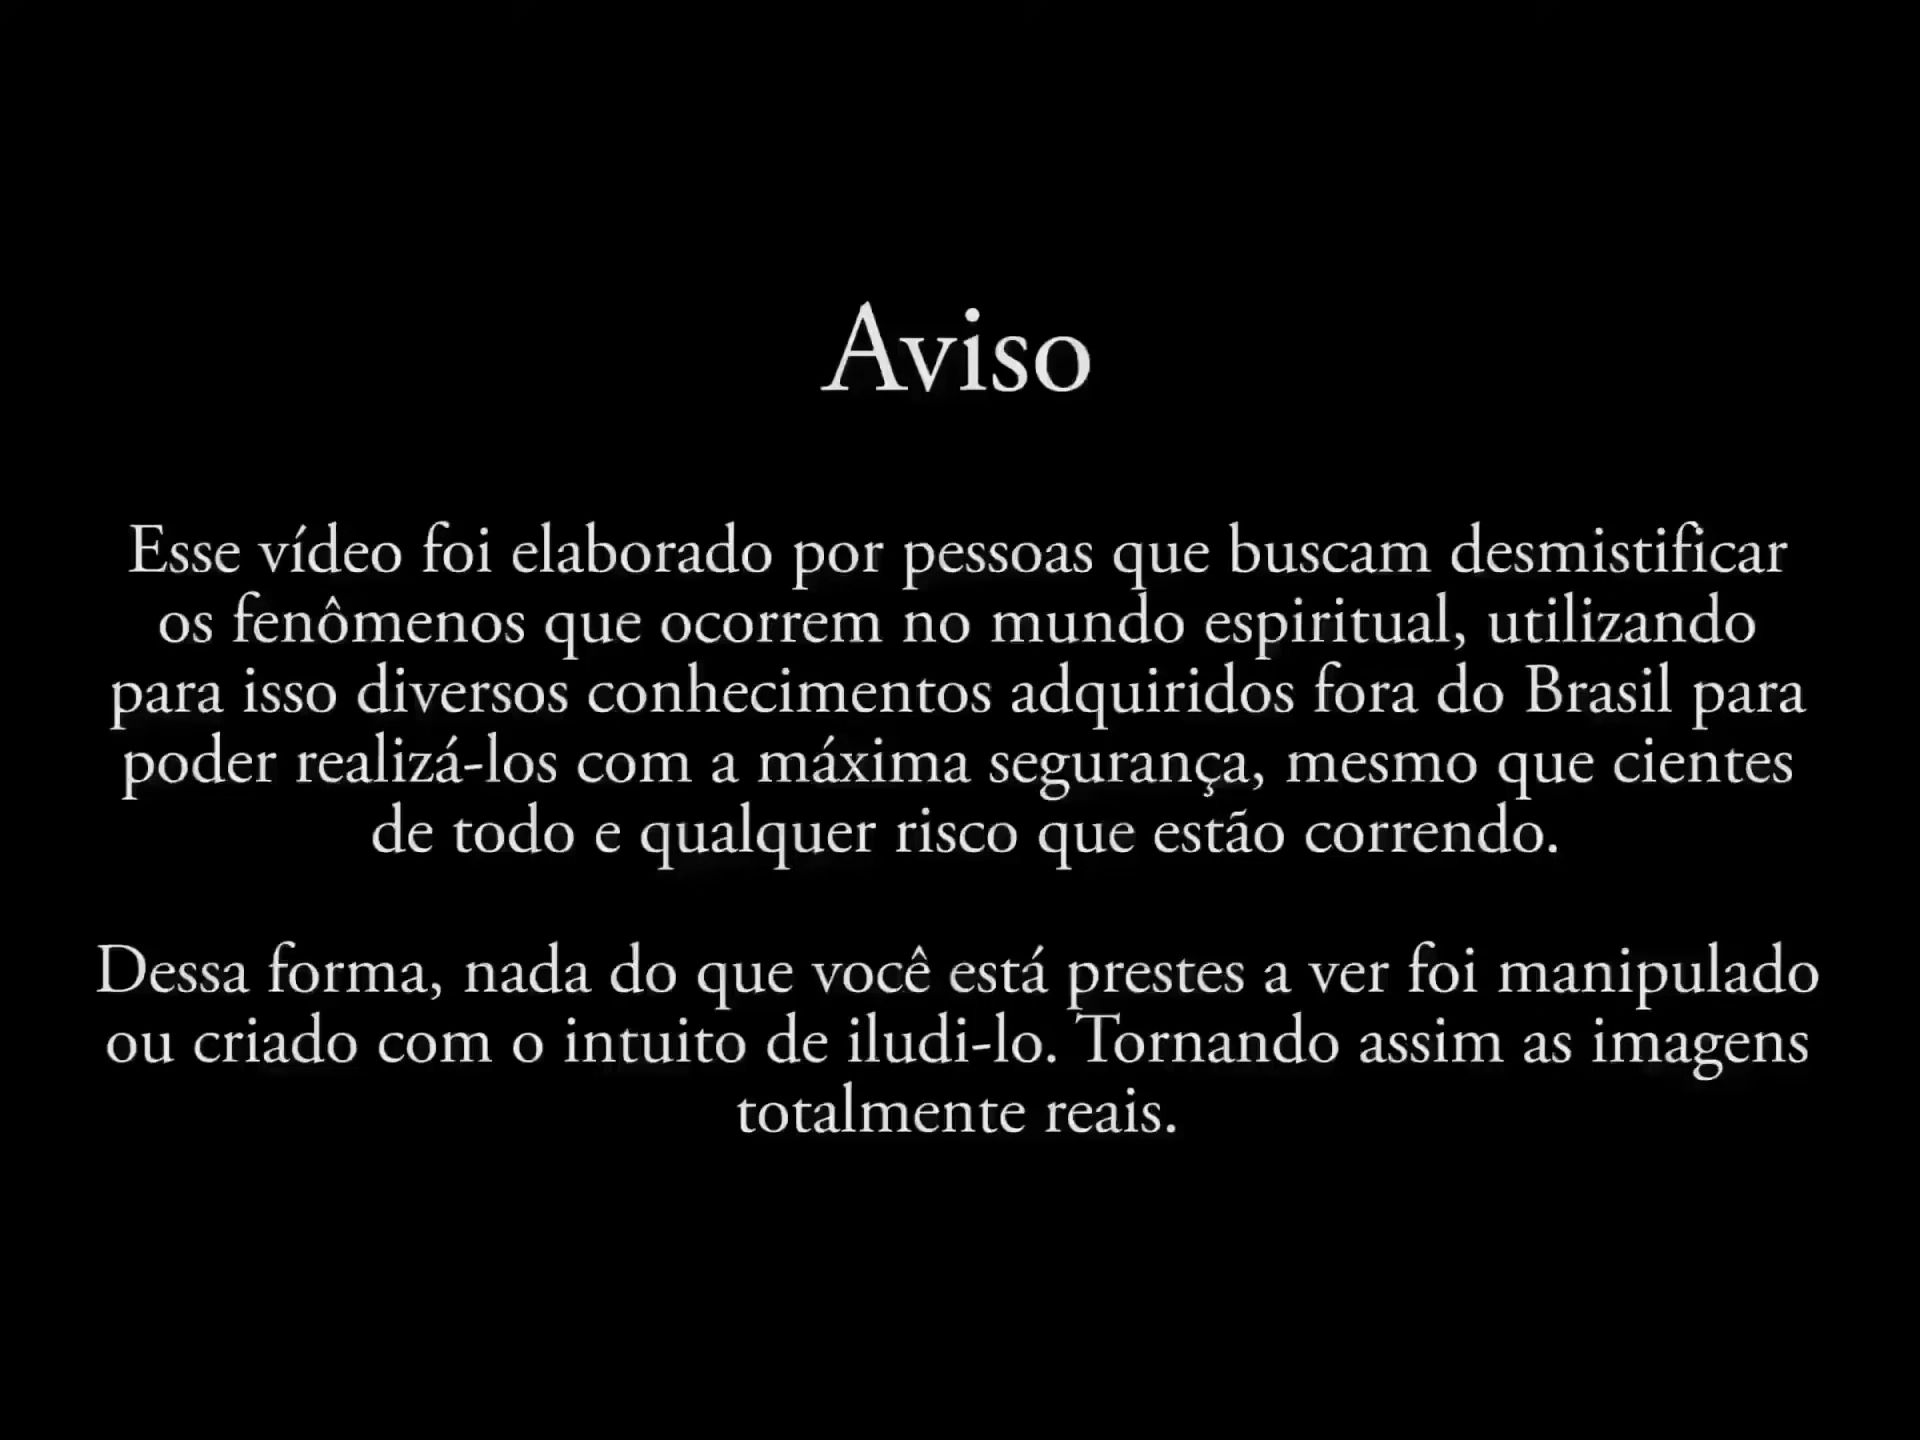 Aviso
Esse vídeo foi elaborado por pessoas que buscam desmistificar
os fenômenos que ocorrem no mundo espiritual, utilizando
para isso diversos conhecimentos adquiridos fora do Brasil para
poder realizá-los com a máxima segurança, mesmo que cientes
de todo e qualquer risco que estão correndo.
Dessa forma, nada do que você está prestes a ver foi manipulado
ou criado com o intuito de iludi-lo. Tornando assim as imagens
totalmente reais.